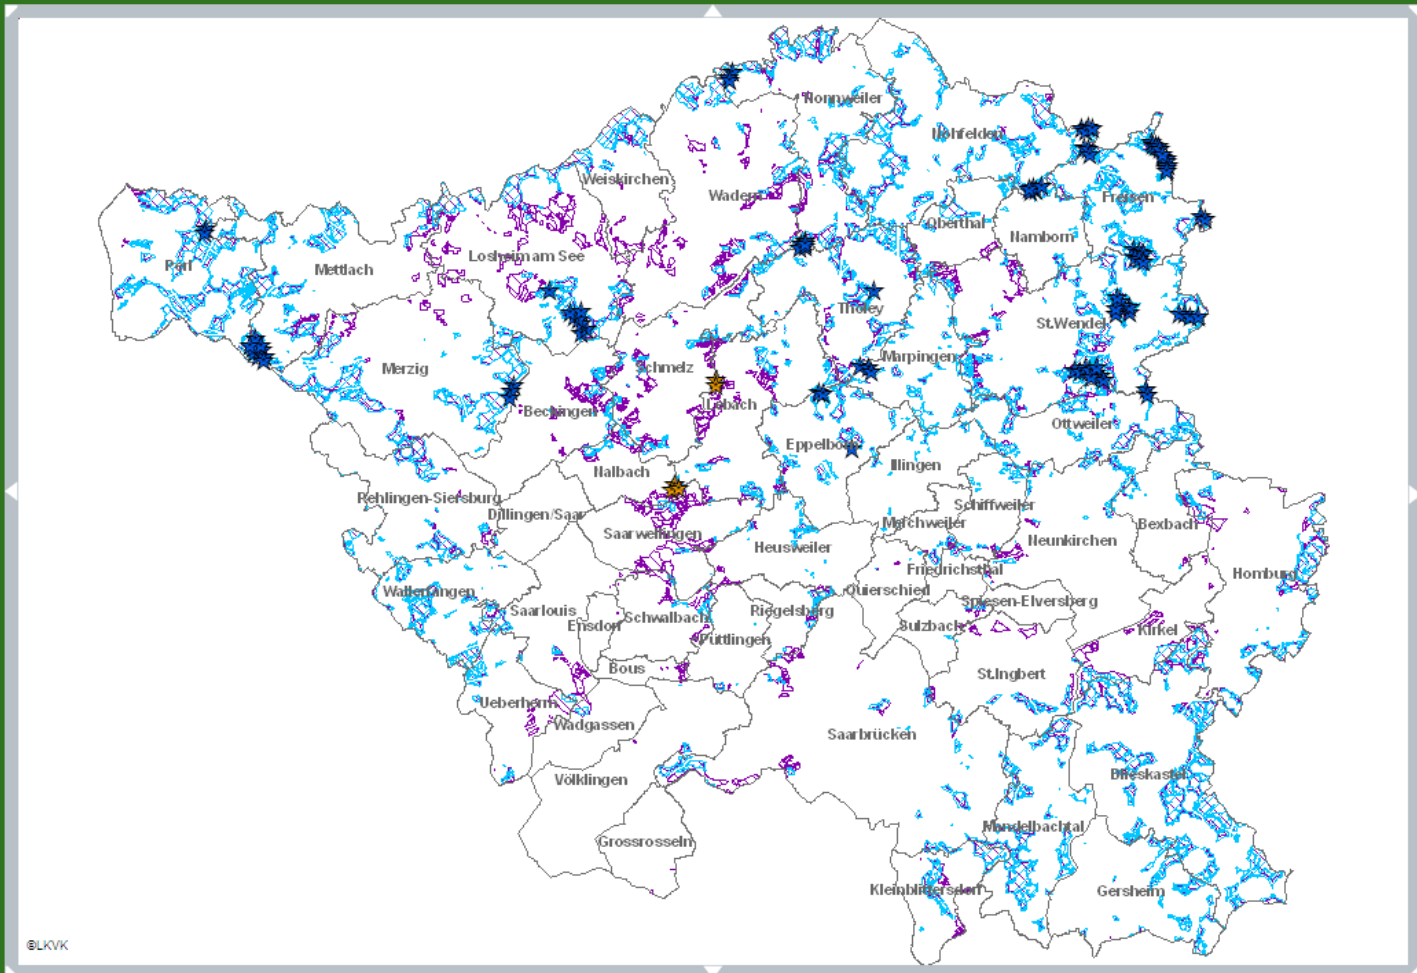 Nonnweiler
Nohfelden
Weiskirchen
Wadern
Freisen
Oberthal
Namborn
Losheim am See
Perl
Mettlach
Tholey
St.Wendel
Marpingen
Schmelz
Merzig
Lebach
Beckingen
Ottweiler
Eppelborn
Illingen
Nalbach
Rehlingen-Siersburg
Schiffweiler
Dillingen/Saar
Merchweiler
Bexbach
Saarwellingen
Heusweiler
Neunkirchen
Friedrichsthal
Homburg
Wallerfangen
Quierschied
Spiesen-Elversberg
Saarlouis
Riegelsberg
Schwalbach
Ensdorf
Sulzbach
Kirkel
Püttlingen
Bous
St.Ingbert
Ueberherrn
Wadgassen
Saarbrücken
Völklingen
Blieskastel
Mandelbachtal
Grossrosseln
Kleinblittersdorf
Gersheim
©LKVK